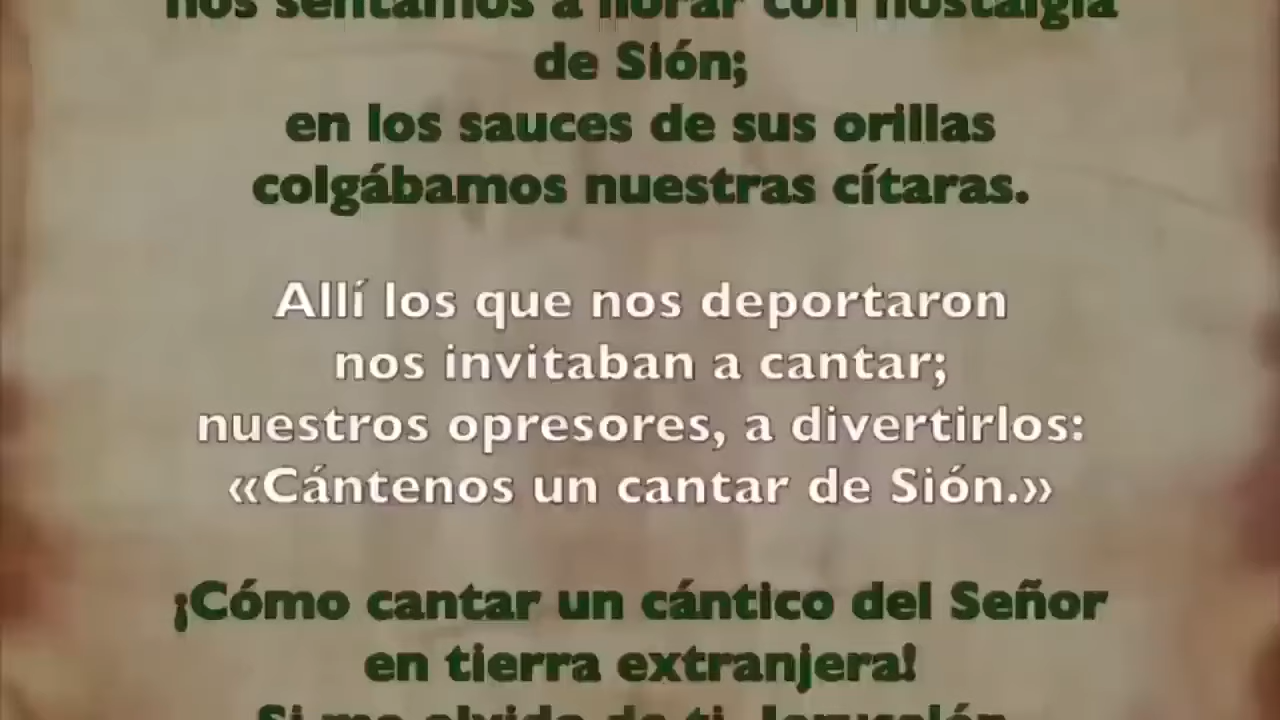 nos sentamos a llorar con nostalgia
de Sión;
en los sauces de sus orillas
colgábamos nuestras cítaras.
Allí los que nos deportaron
nos invitaban a cantar;
nuestros opresores, a divertirlos:
«Cántenos un cantar de Sión.»
¡Cómo cantar un cántico del Señor
en tierra extranjera!
Si me olvido de ti, Jerusalén,